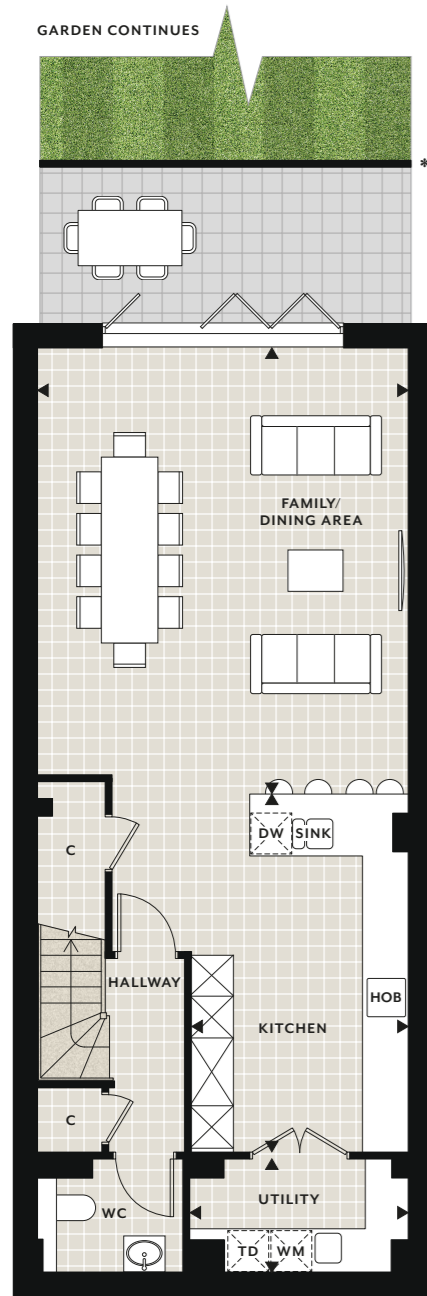 GARDEN CONTINUES
*
FAMILY/
DINING AREA
DW SINK
C
HALLWAY
HOB
KITCHEN
C
UTILITY
WC
TD WM